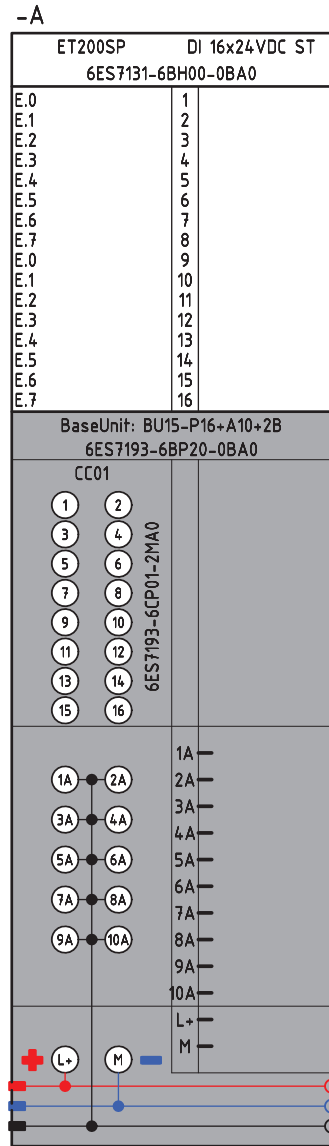 -A
ET200SP DI 16x24VDC ST
6ES7131-6BH00-0BA0
E.0 1
E.1 2
E.2 3
E.3 4
E.4 5
E.5 6
E.6 7
E.7 8
E.0 9
E.1 10
E.2 11
E.3 12
E.4 13
E.5 14
E.6 15
E.7 16
BaseUnit: BU15-P16+A10+2B
6ES7193-6BP20-0BA0
CC01
1 2
3 4
5 6
7 8
9 10
11 12
13 14
15 16
6ES7193-6CP01-2MA0
1A
1A 2A 2A
3A
3A 4A 4A
5A 6A 5A
6A
7A 8A 7A
9A 10A 8A
9A
10A
L+
+ L+ M - M